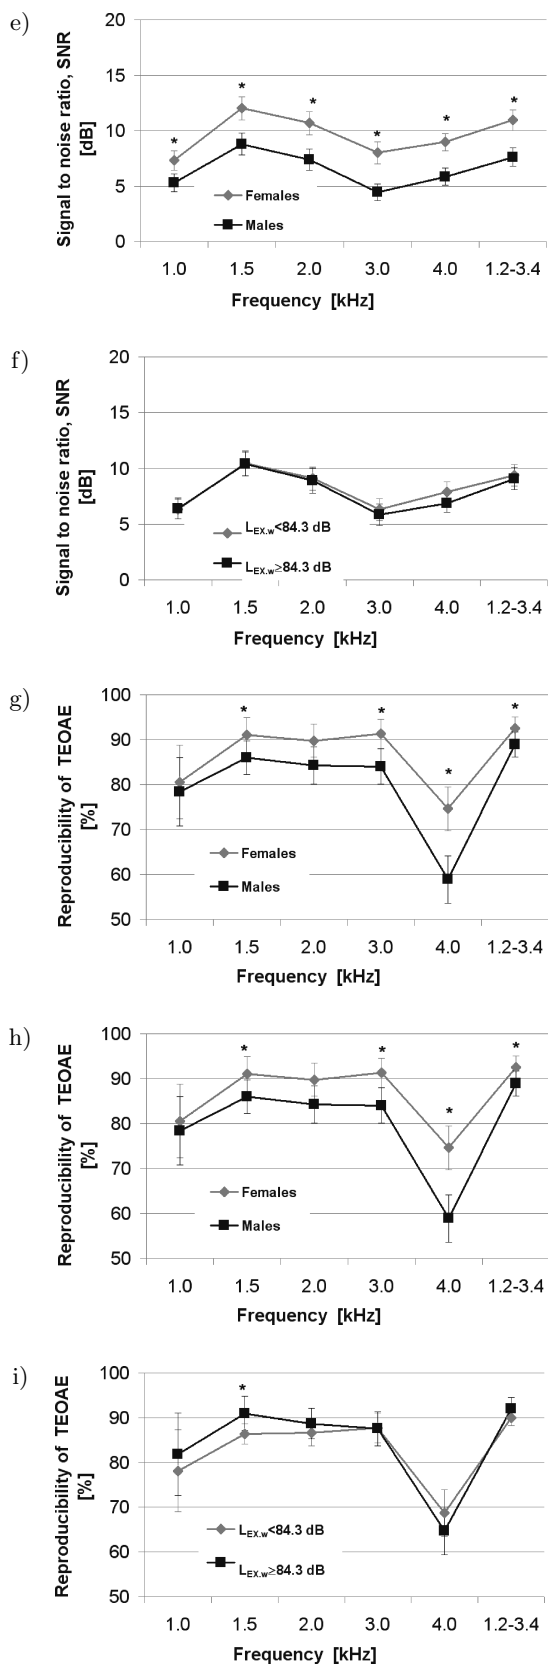 e)
Signal to noise ratio, SNR
[dB]
20
15
10
5
0
* * * * * *
Females
Males
1.0 1.5 2.0 3.0 4.0 1.2-3.4
Frequency [kHz]
f)
Signal to noise ratio, SNR
[dB]
20
15
10
5
0
LEX.w<84.3 dB
LEX.w≥84.3 dB
1.0 1.5 2.0 3.0 4.0 1.2-3.4
Frequency [kHz]
g)
Reproducibility of TEOAE
[%]
100
90
80
70
60
50
* * * *
Females
Males
1.0 1.5 2.0 3.0 4.0 1.2-3.4
Frequency [kHz]
h)
Reproducibility of TEOAE
[%]
100
90
80
70
60
50
* * * *
Females
Males
1.0 1.5 2.0 3.0 4.0 1.2-3.4
Frequency [kHz]
i)
Reproducibility of TEOAE
[%]
100
90
80
70
60
50
*
LEX.w<84.3 dB
LEX.w≥84.3 dB
1.0 1.5 2.0 3.0 4.0 1.2-3.4
Frequency [kHz]